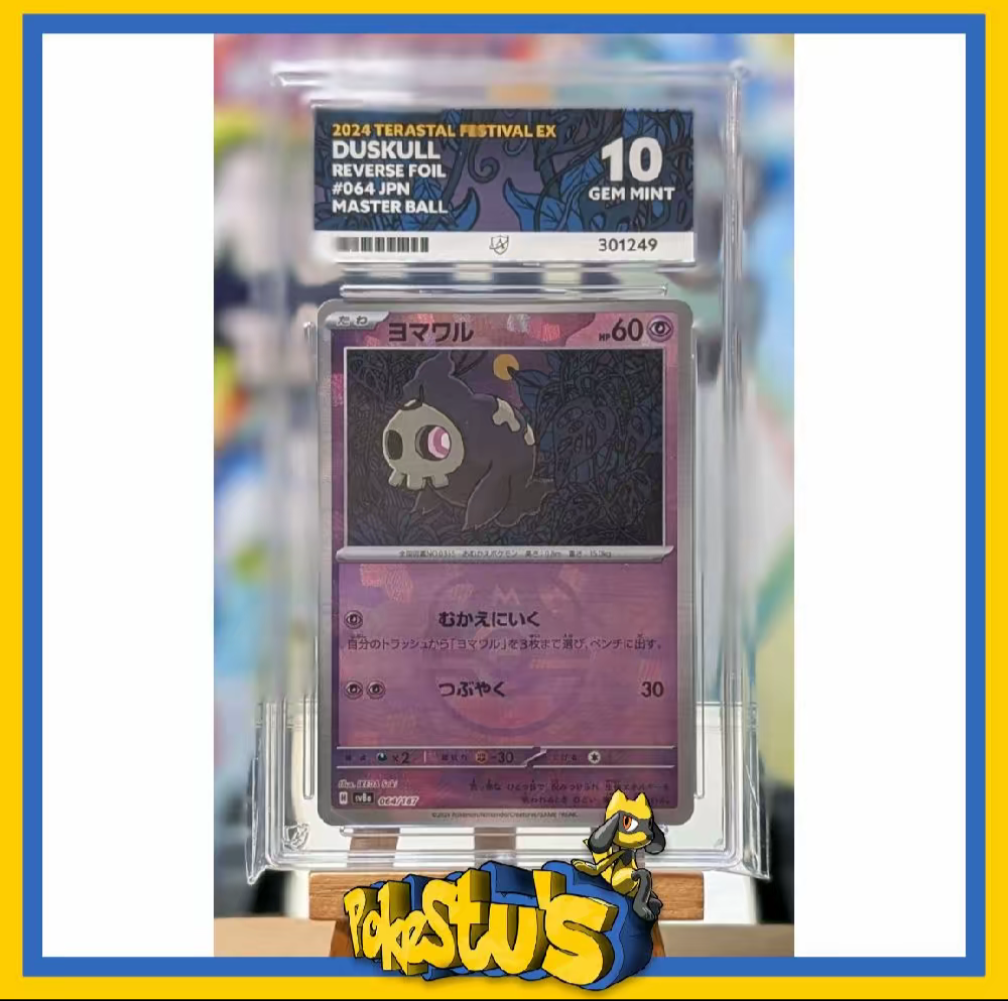 2024 TERASTAL FESTIVAL EX
DUSKULL
REVERSE FOIL
#064 JPN
MASTER BALL
10
GEM MINT
301249
たね
ヨマワル
HP60
むかえにいく
自分のトラッシュから「ヨマワル」を3枚まで選び、ベンチに出す。
つぶやく 30
×2 -30
sv8a 064/187
PokeStu's